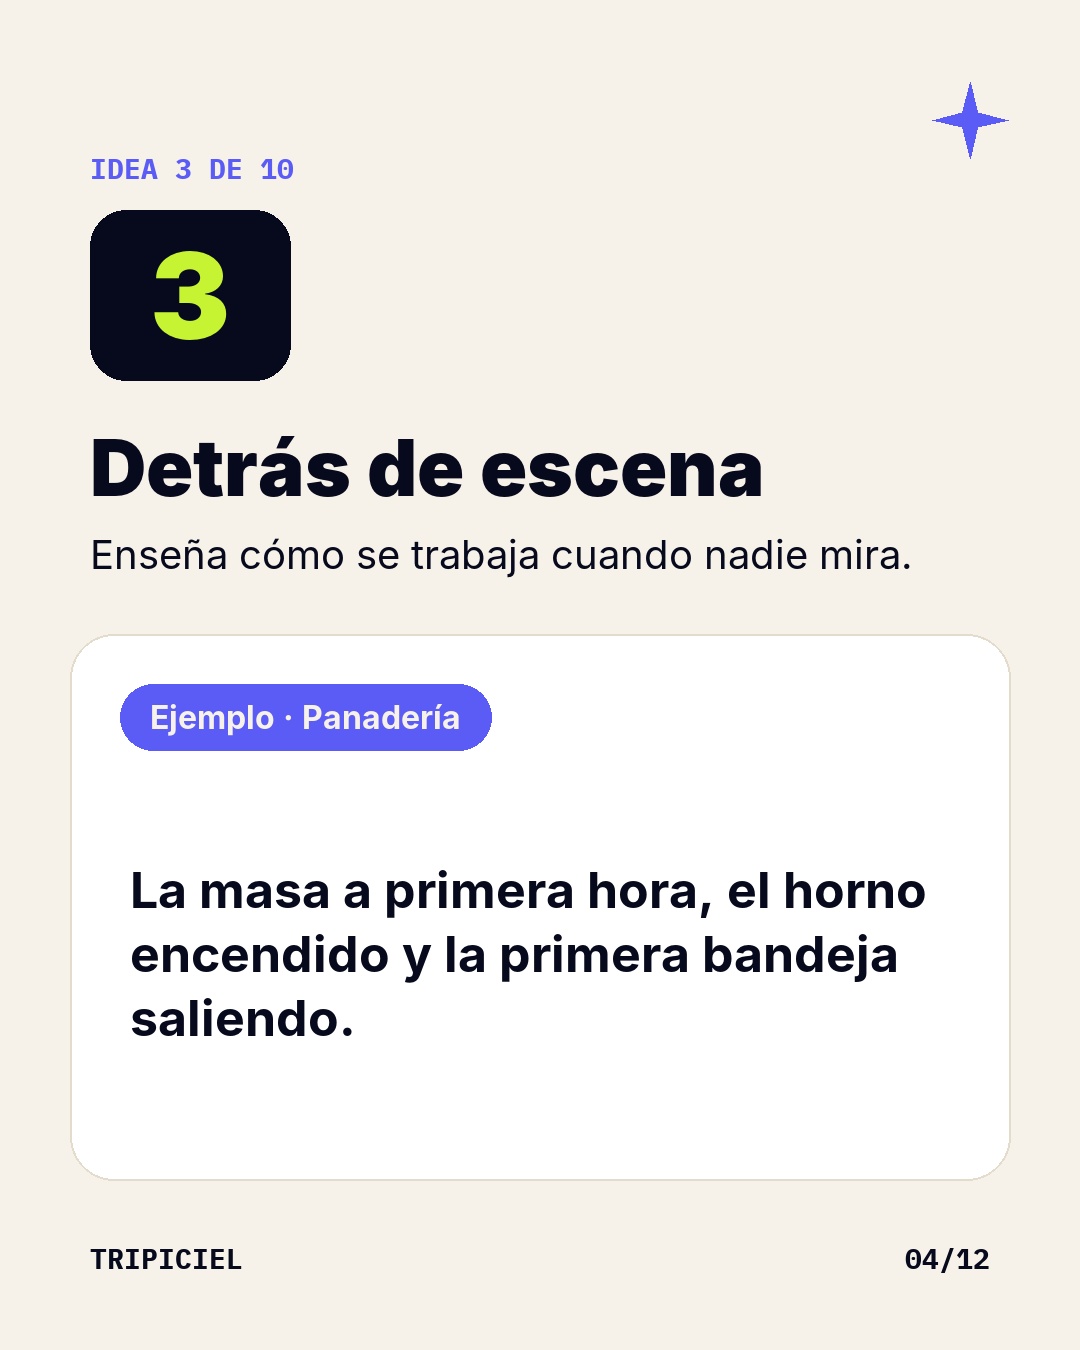 IDEA 3 DE 10
3
Detrás de escena
Enseña cómo se trabaja cuando nadie mira.
Ejemplo · Panadería
La masa a primera hora, el horno
encendido y la primera bandeja
saliendo.
TRIPICIEL
04/12